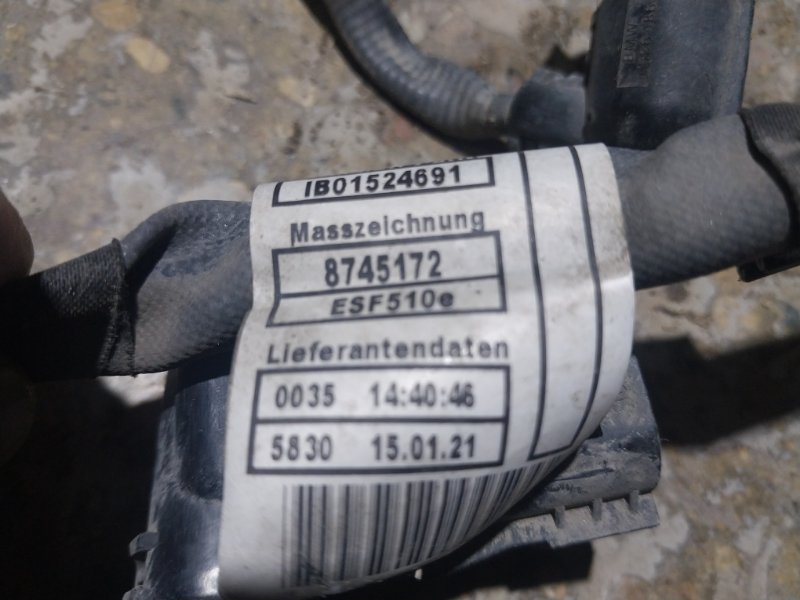 IB01524691
Masszeichnung
8745172
ESF510e
Lieferantendaten
0035 14:40:46
5830 15.01.21